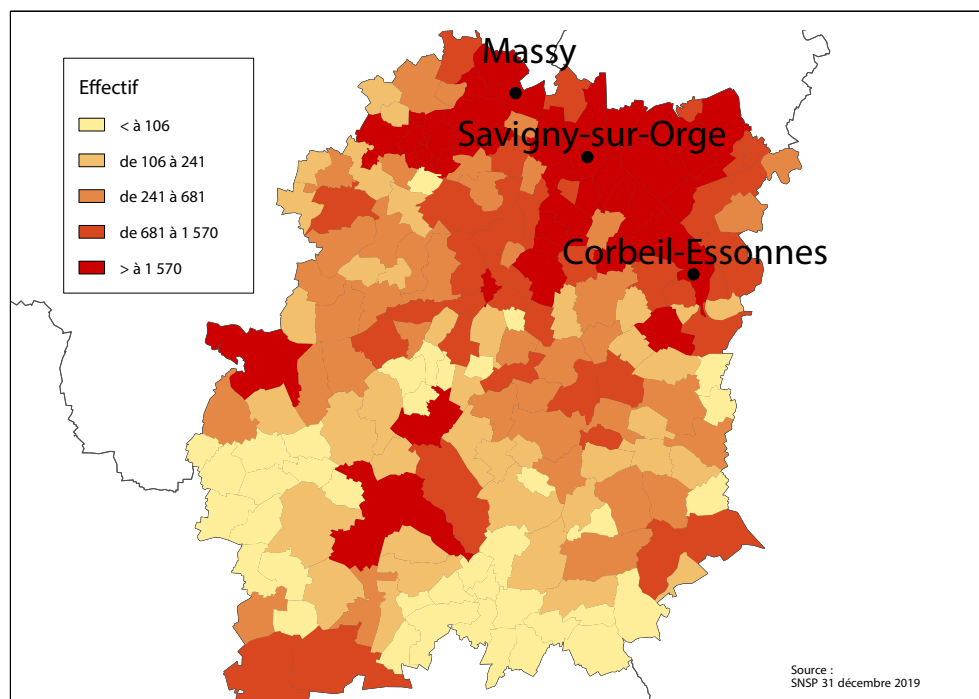 Massy
Effectif
< à 106
de 106 à 241
de 241 à 681
de 681 à 1 570
> à 1 570
Savigny-sur-Orge
Corbeil-Essonnes
Source :
SNSP 31 décembre 2019